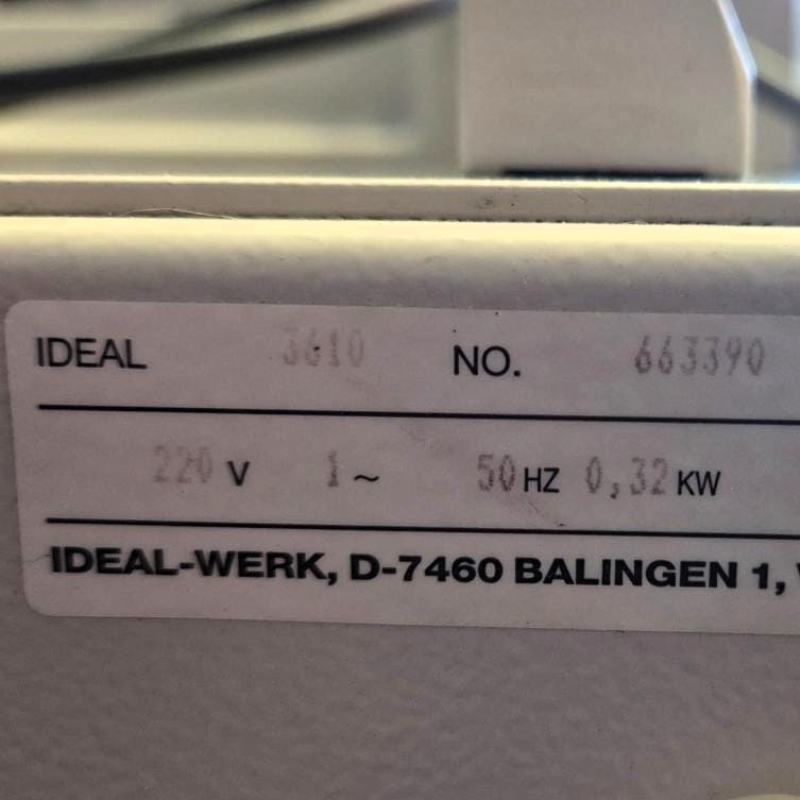 IDEAL 3610 NO. 663390
220 V 1~ 50 HZ 0,32 KW
IDEAL-WERK, D-7460 BALINGEN 1,